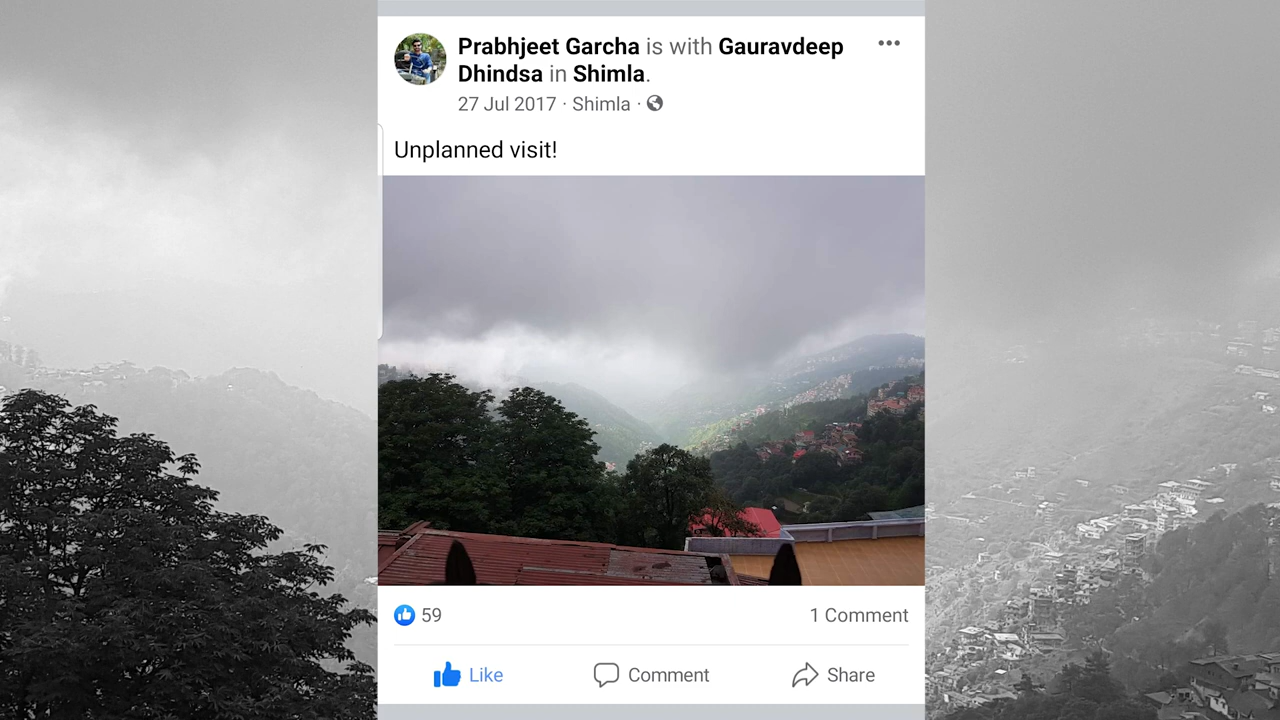 Prabhjeet Garcha is with Gauravdeep
Dhindsa in Shimla.
27 Jul 2017 · Shimla ·
Unplanned visit!
59
1 Comment
Like
Comment
Share